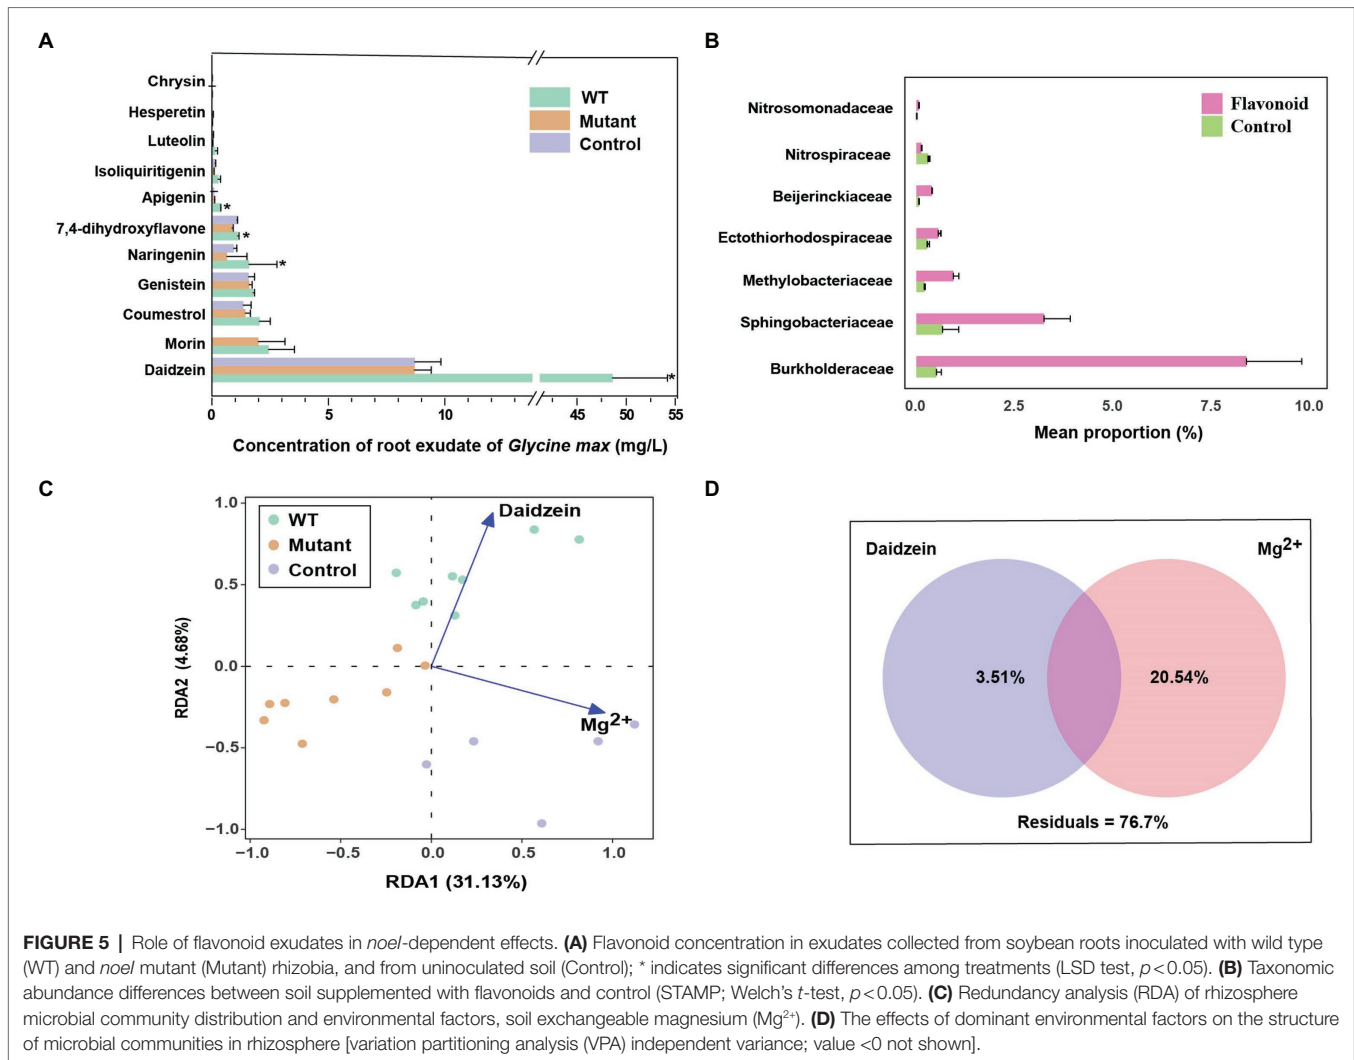 A
Chrysin
Hesperetin
Luteolin
Isoliquiritigenin
Apigenin
7,4-dihydroxyflavone
Naringenin
Genistein
Coumestrol
Morin
Daidzein
WT
Mutant
Control
*
*
*
*
0 5 10 45 50 55
Concentration of root exudate of Glycine max (mg/L)
B
Nitrosomonadaceae
Nitrospiraceae
Beijerinckiaceae
Ectothiorhodospiraceae
Methylobacteriaceae
Sphingobacteriaceae
Burkholderaceae
Flavonoid
Control
0.0 2.5 5.0 7.5 10.0
Mean proportion (%)
C
WT
Mutant
Control
Daidzein
Mg2+
1.0
0.5
0.0
−0.5
−1.0
RDA2 (4.68%)
−1.0 −0.5 0.0 0.5 1.0
RDA1 (31.13%)
D
Daidzein Mg2+
3.51% 20.54%
Residuals = 76.7%
FIGURE 5 | Role of flavonoid exudates in noeI-dependent effects. (A) Flavonoid concentration in exudates collected from soybean roots inoculated with wild type
(WT) and noeI mutant (Mutant) rhizobia, and from uninoculated soil (Control); * indicates significant differences among treatments (LSD test, p<0.05). (B) Taxonomic
abundance differences between soil supplemented with flavonoids and control (STAMP; Welch's t-test, p<0.05). (C) Redundancy analysis (RDA) of rhizosphere
microbial community distribution and environmental factors, soil exchangeable magnesium (Mg2+). (D) The effects of dominant environmental factors on the structure
of microbial communities in rhizosphere [variation partitioning analysis (VPA) independent variance; value <0 not shown].